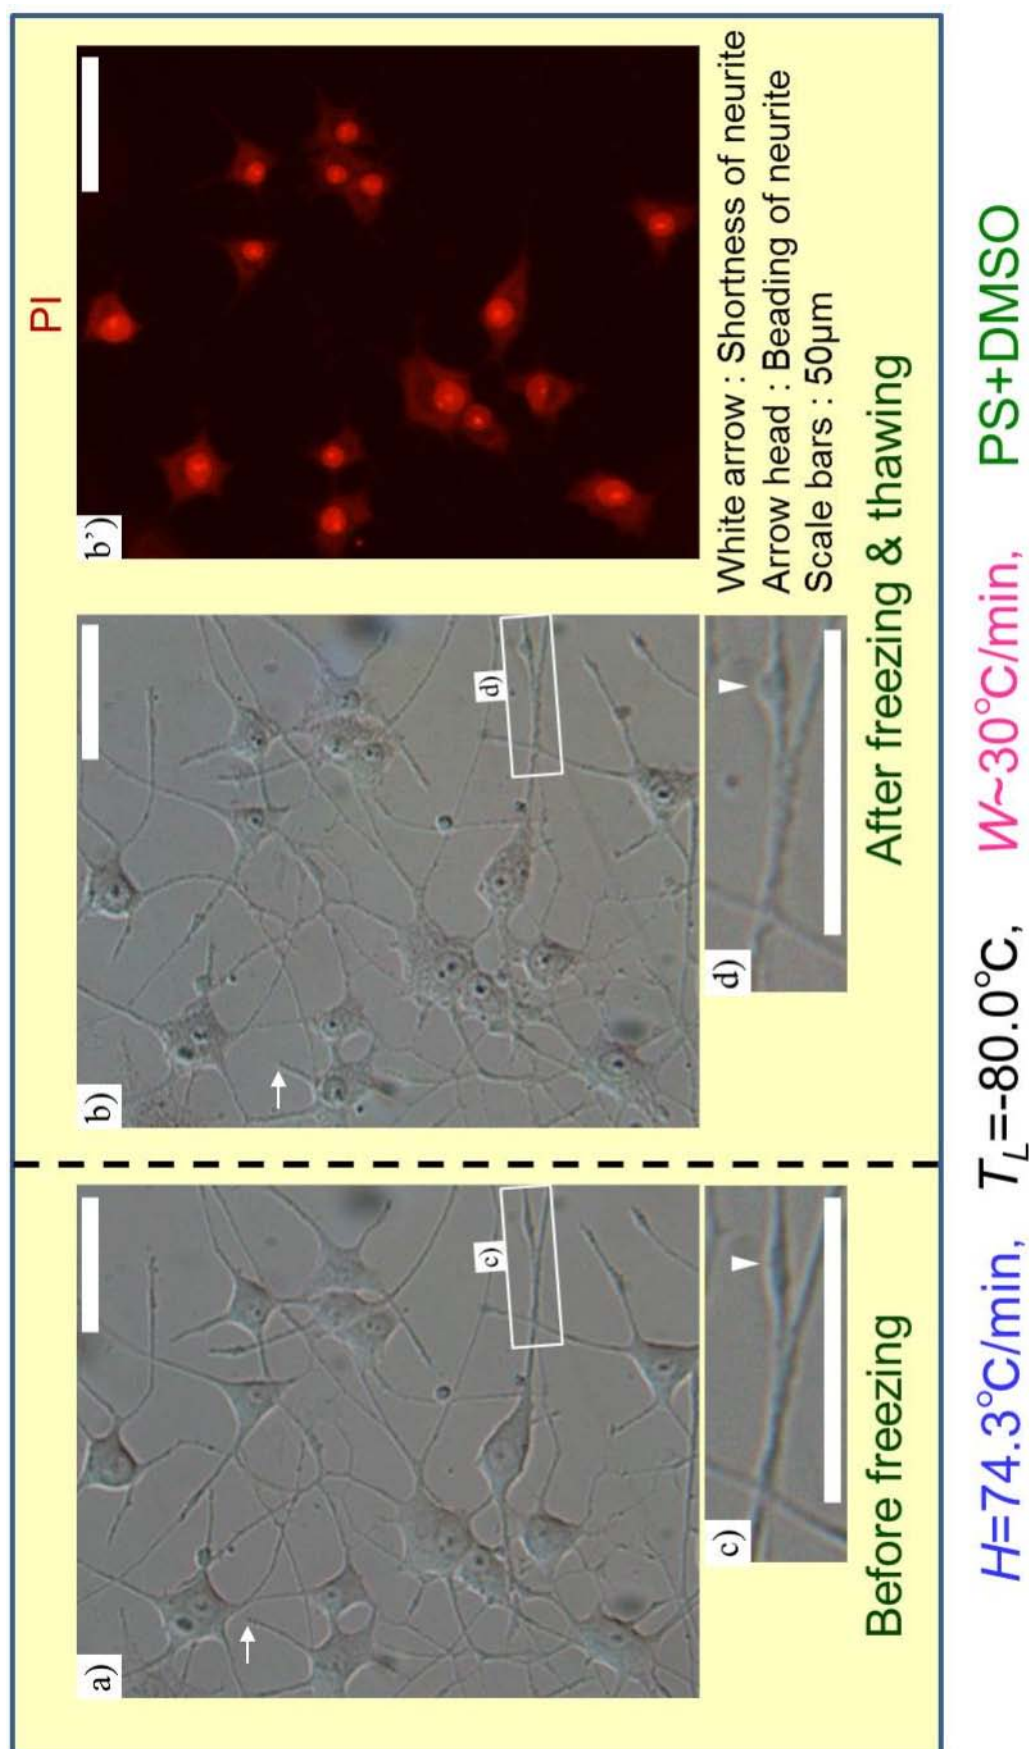 PI
a)
b)
b')
c)
d)
c)
d)
White arrow : Shortness of neurite
Arrow head : Beading of neurite
Scale bars : 50μm
Before freezing
After freezing & thawing
H=74.3°C/min, T_L=-80.0°C, W~30°C/min, PS+DMSO